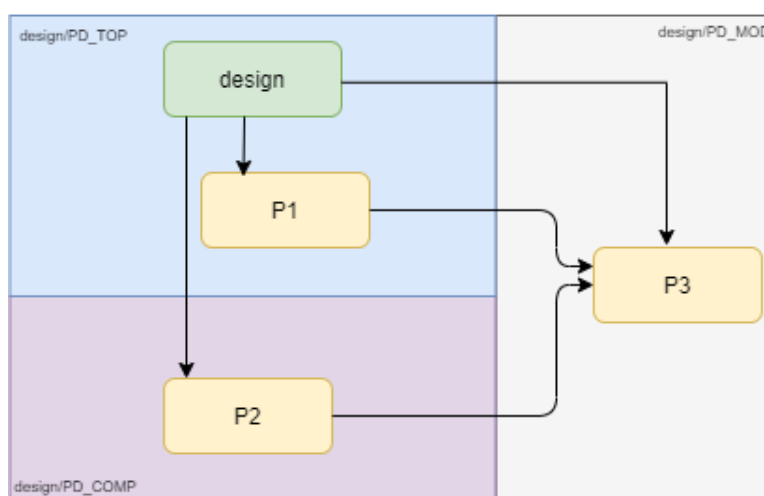 design/PD_TOP
design/PD_MOD
design
P1
P3
P2
design/PD_COMP